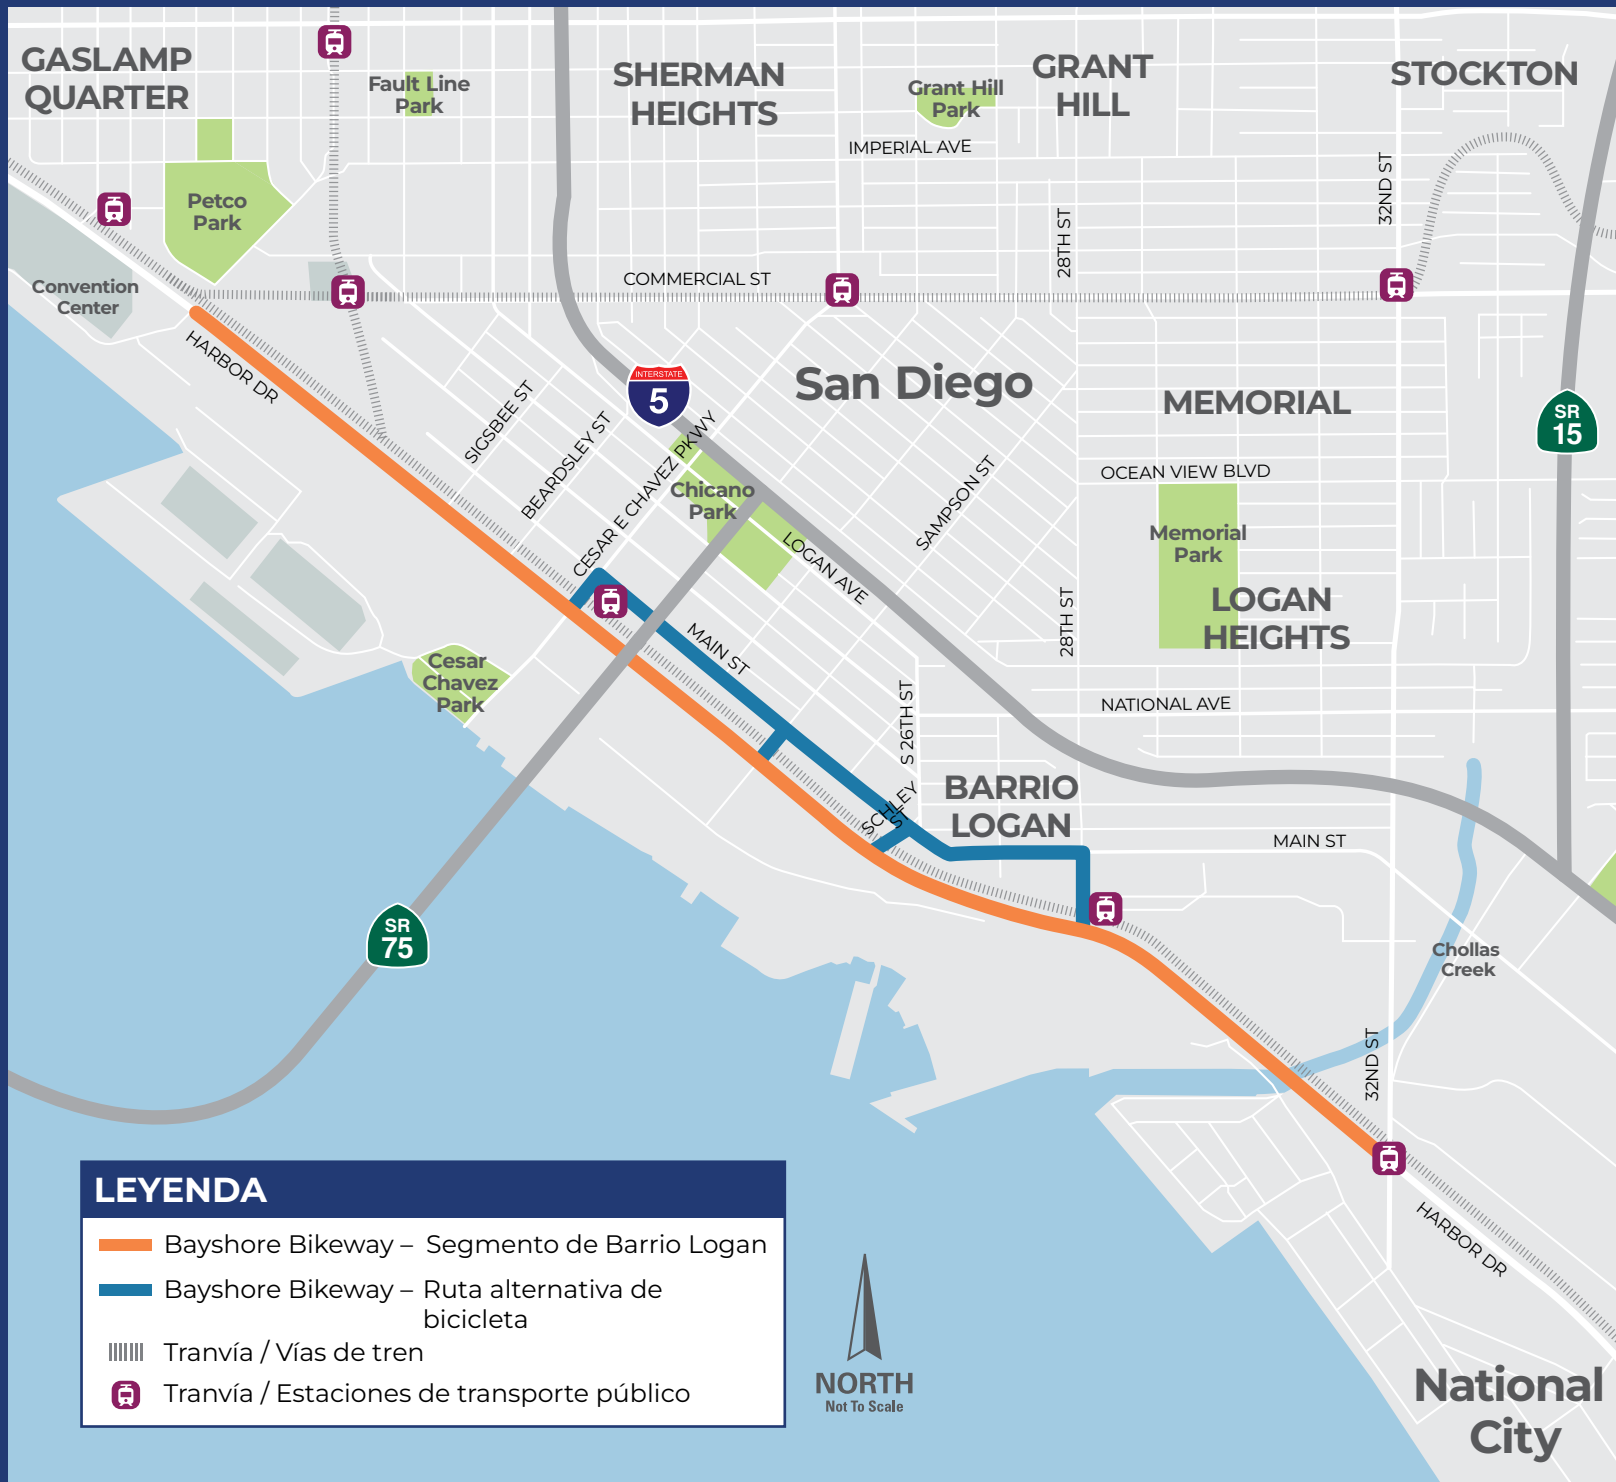 GASLAMP
QUARTER
Fault Line
Park
SHERMAN
HEIGHTS
Grant Hill
Park
GRANT
HILL
STOCKTON
IMPERIAL AVE
32ND ST
Petco
Park
28TH ST
Convention
Center
COMMERCIAL ST
HARBOR DR
INTERSTATE
5
San Diego
MEMORIAL
SR
15
SIGSBEE ST
BEARDSLEY ST
CESAR E CHAVEZ PKWY
Chicano
Park
SAMPSON ST
OCEAN VIEW BLVD
Memorial
Park
LOGAN AVE
28TH ST
LOGAN
HEIGHTS
MAIN ST
Cesar
Chavez
Park
S 26TH ST
NATIONAL AVE
BARRIO
LOGAN
SCHLEY
ST
MAIN ST
SR
75
Chollas
Creek
32ND ST
HARBOR DR
LEYENDA
Bayshore Bikeway – Segmento de Barrio Logan
Bayshore Bikeway – Ruta alternativa de
bicicleta
Tranvía / Vías de tren
Tranvía / Estaciones de transporte público
NORTH
Not To Scale
National
City